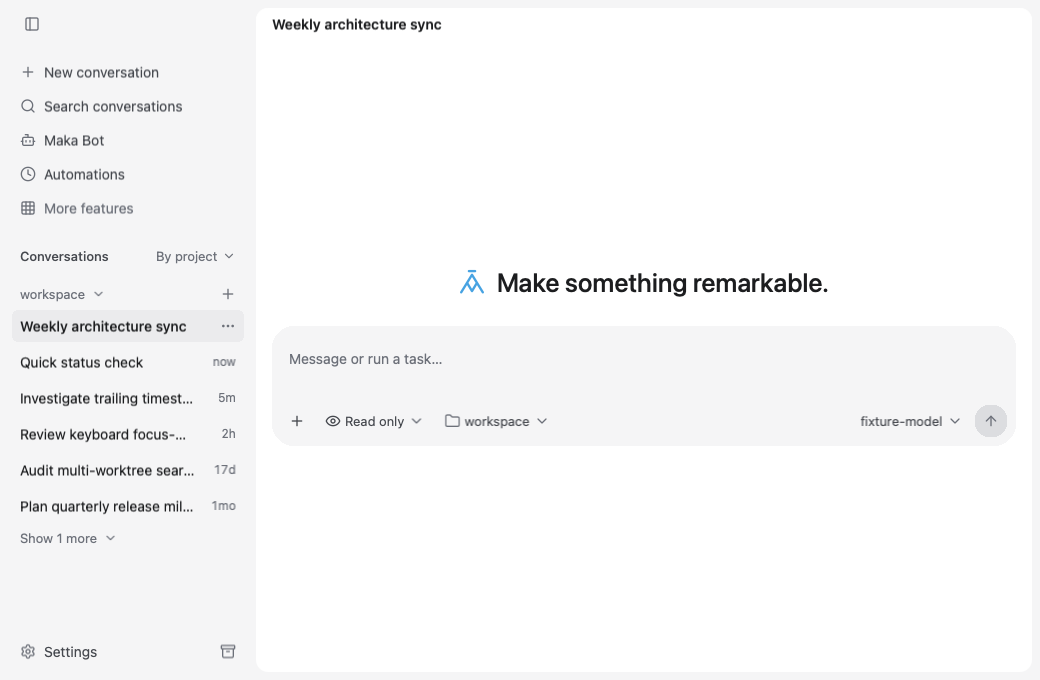 Weekly architecture sync
New conversation
Search conversations
Maka Bot
Automations
More features
Conversations By project
workspace
Weekly architecture sync
Quick status check now
Investigate trailing timest... 5m
Review keyboard focus-... 2h
Audit multi-worktree sear... 17d
Plan quarterly release mil... 1mo
Show 1 more
Settings
Make something remarkable.
Message or run a task...
Read only workspace fixture-model